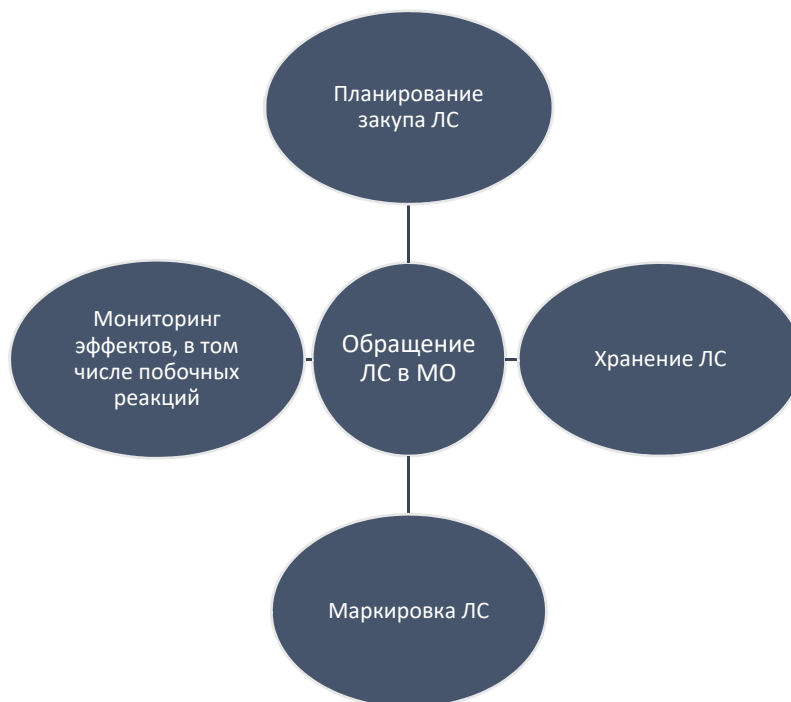 Планирование
закупа ЛС
Мониторинг
эффектов, в том
числе побочных
реакций
Обращение
ЛС в МО
Хранение ЛС
Маркировка ЛС